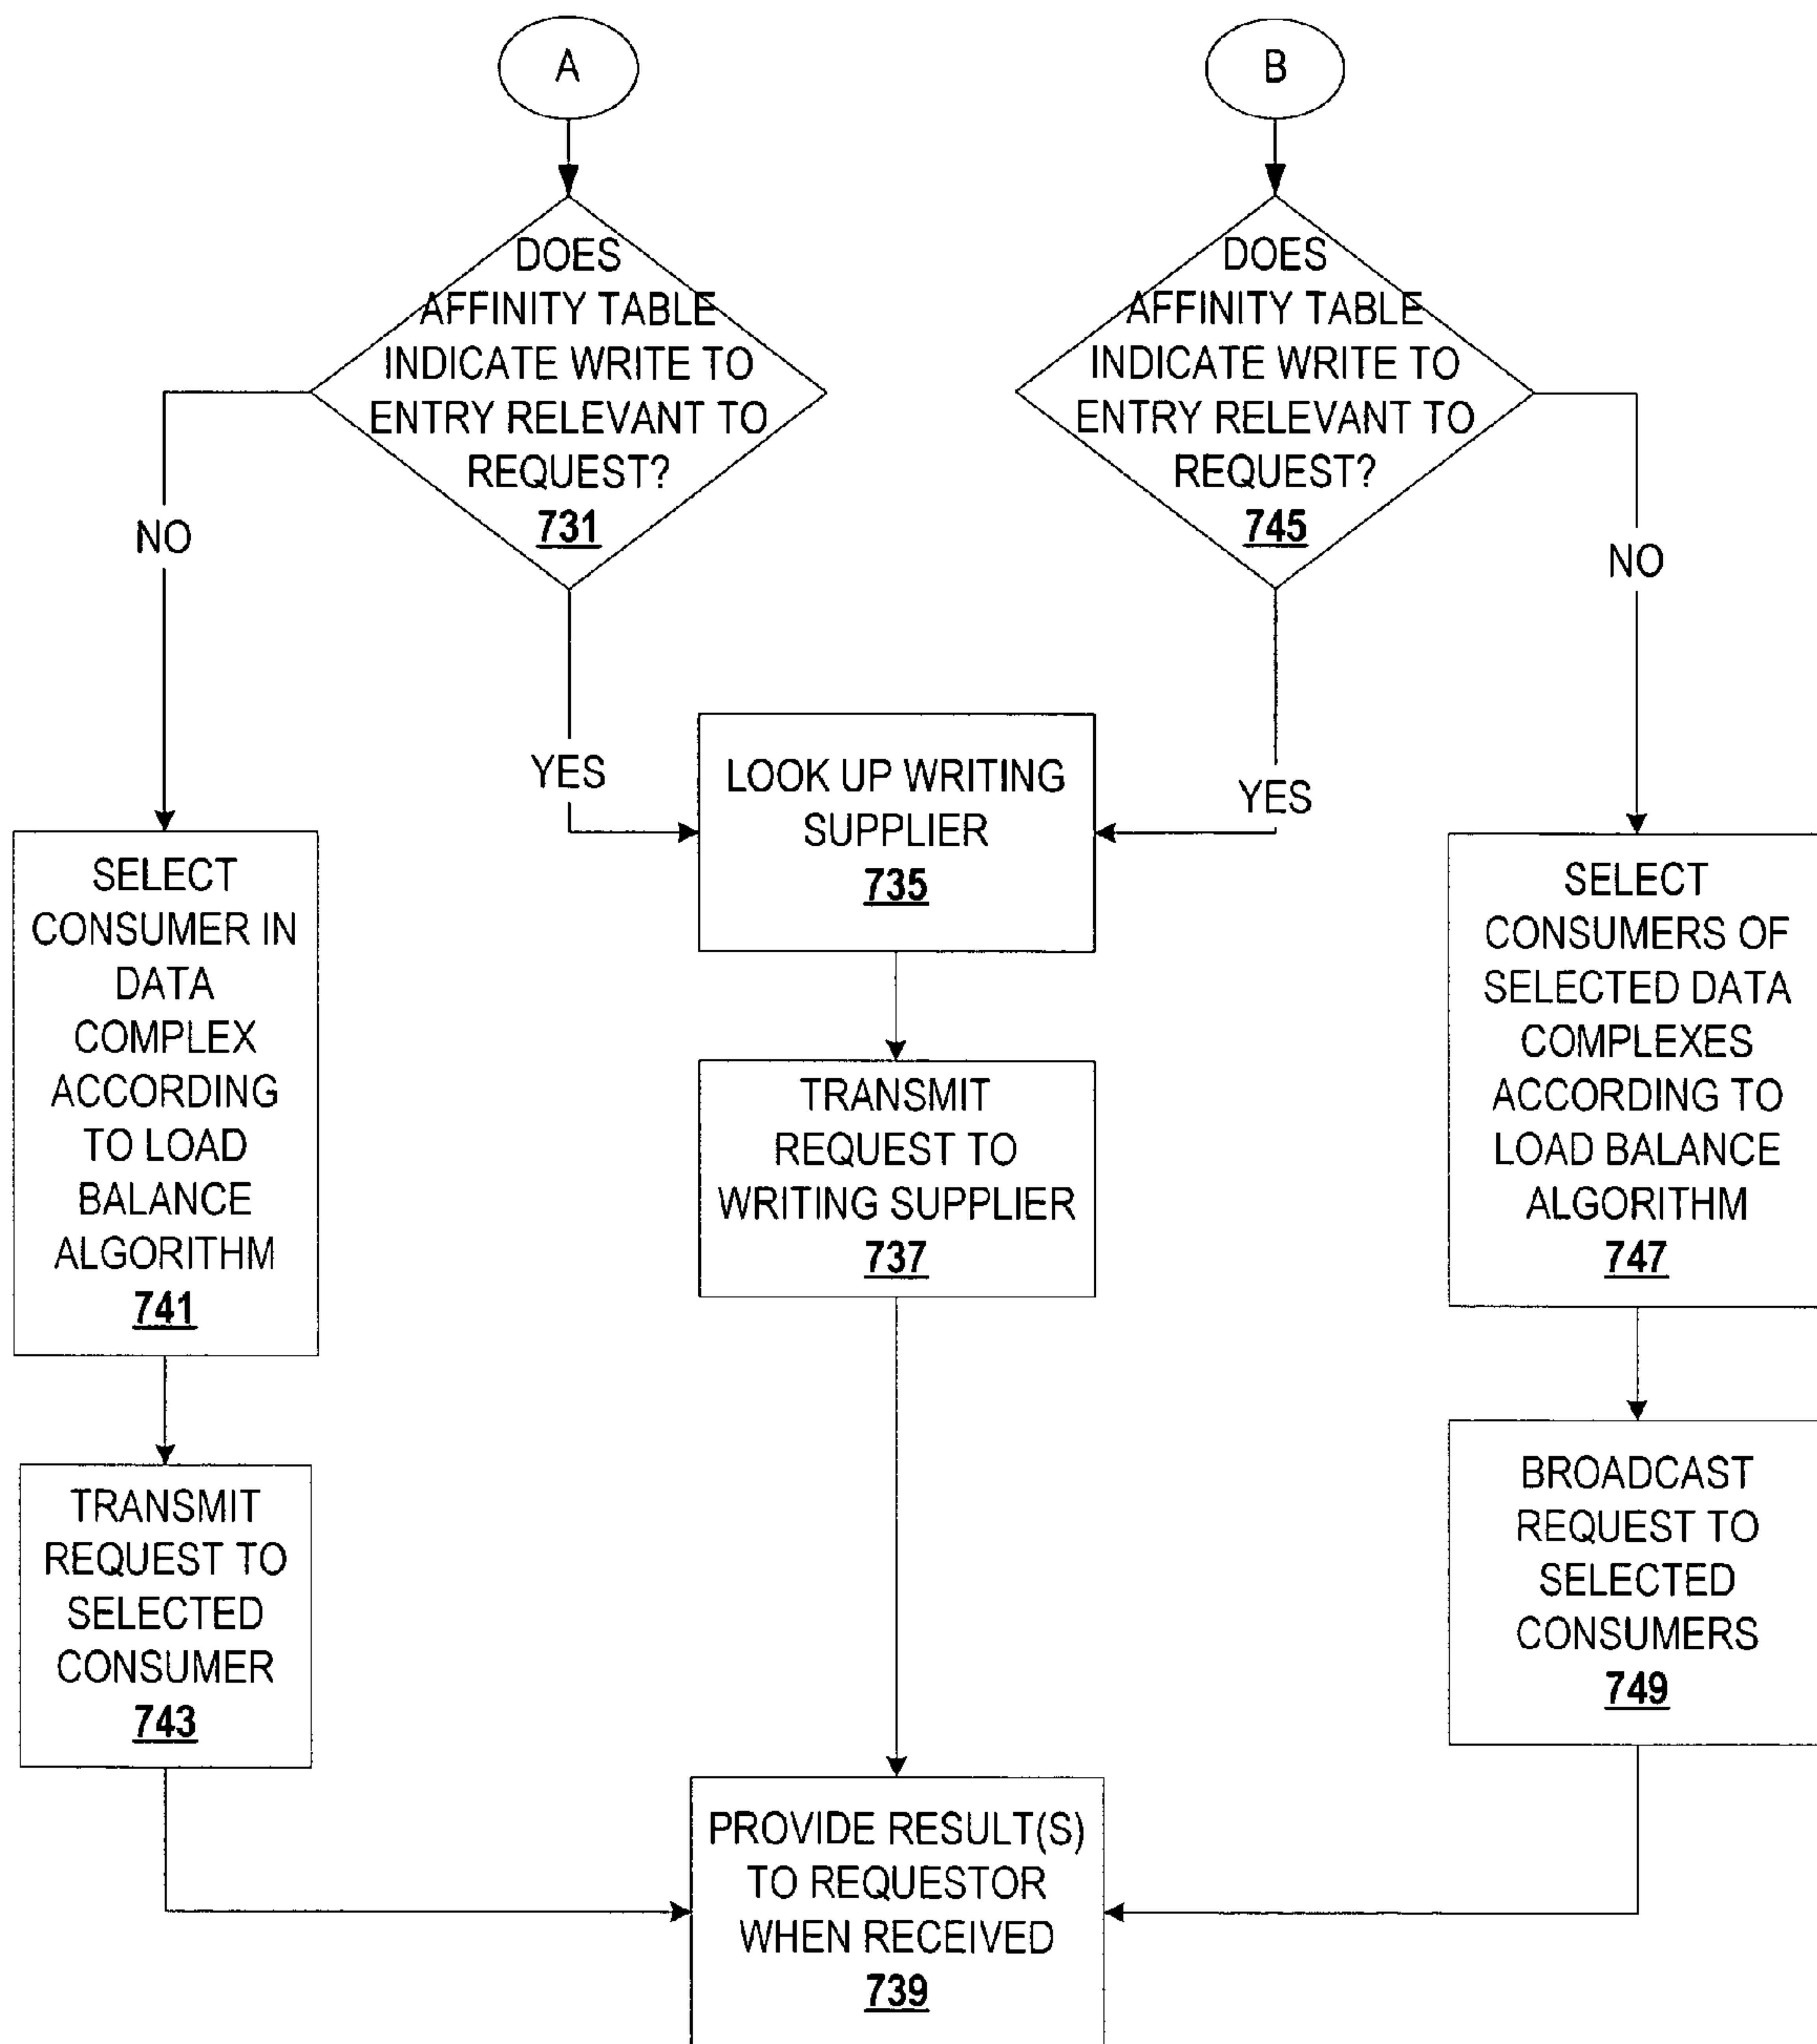 A
B
DOES
AFFINITY TABLE
INDICATE WRITE TO
ENTRY RELEVANT TO
REQUEST?
731
DOES
AFFINITY TABLE
INDICATE WRITE TO
ENTRY RELEVANT TO
REQUEST?
745
NO
NO
YES
YES
LOOK UP WRITING
SUPPLIER
735
SELECT
CONSUMER IN
DATA
COMPLEX
ACCORDING
TO LOAD
BALANCE
ALGORITHM
741
TRANSMIT
REQUEST TO
WRITING SUPPLIER
737
SELECT
CONSUMERS OF
SELECTED DATA
COMPLEXES
ACCORDING TO
LOAD BALANCE
ALGORITHM
747
TRANSMIT
REQUEST TO
SELECTED
CONSUMER
743
BROADCAST
REQUEST TO
SELECTED
CONSUMERS
749
PROVIDE RESULT(S)
TO REQUESTOR
WHEN RECEIVED
739